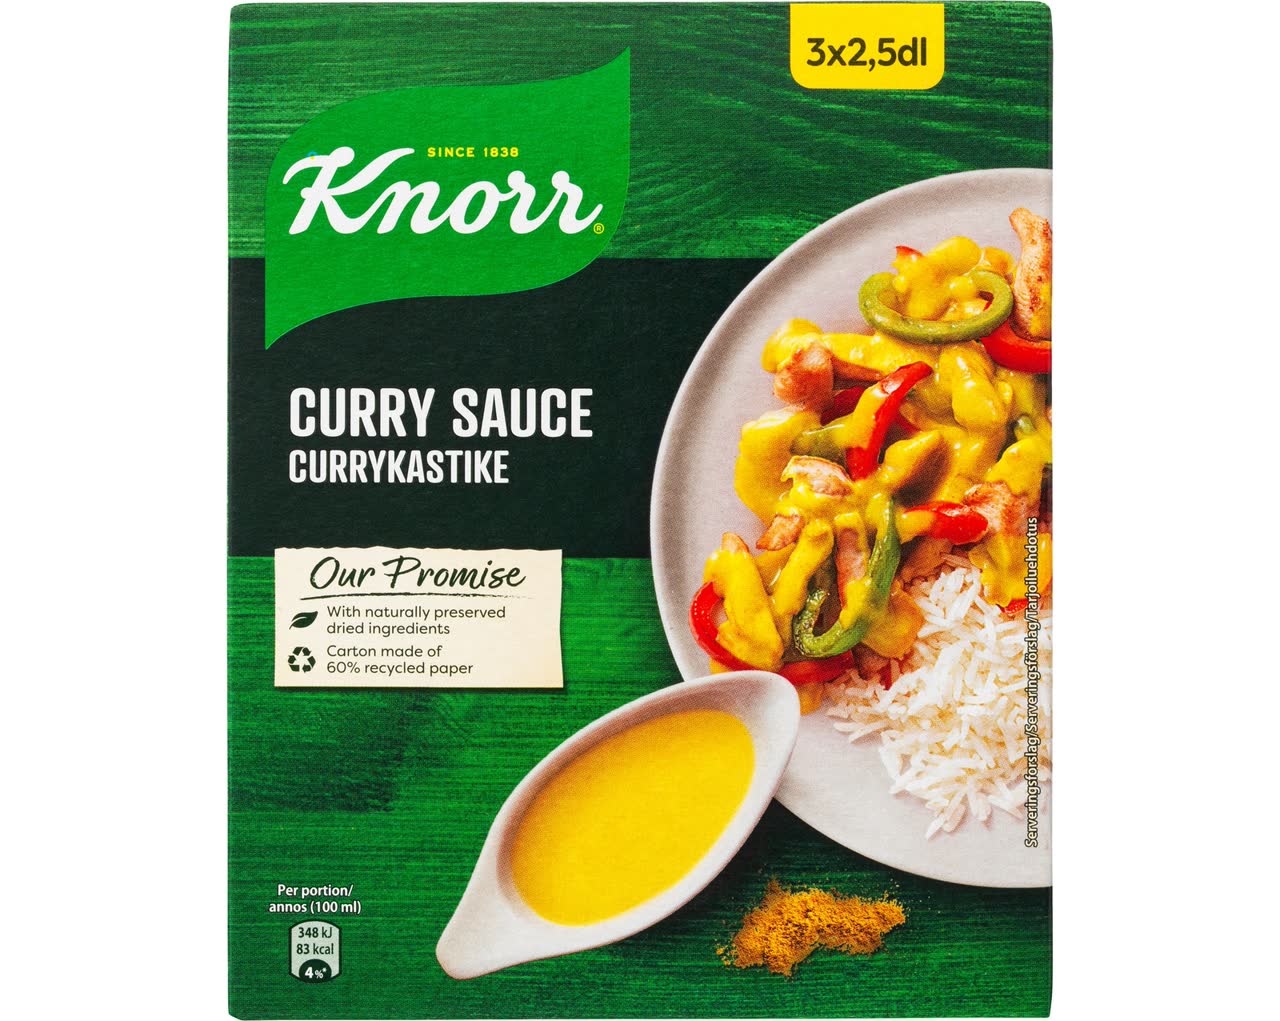 3x2,5dl
SINCE 1838
Knorr®
CURRY SAUCE
CURRYKASTIKE
Our Promise
With naturally preserved
dried ingredients
Carton made of
60% recycled paper
Serveringsforslag/Serveringsförslag/Tarjoiluehdotus
Per portion/
annos (100 ml)
348 kJ
83 kcal
4%*